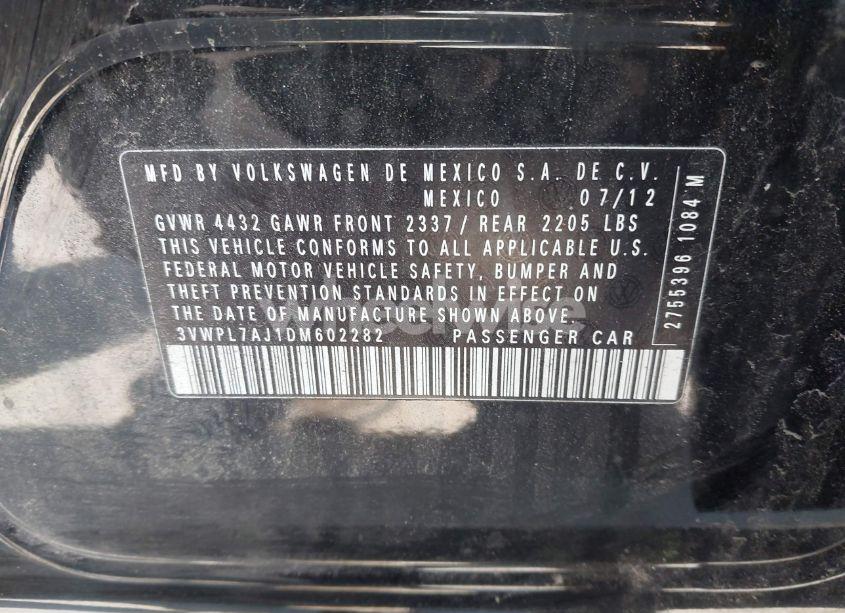 MFD BY VOLKSWAGEN DE MEXICO S.A. DE C.V.
MEXICO 07/12
GVWR 4432 GAWR FRONT 2337/ REAR 2205 LBS
THIS VEHICLE CONFORMS TO ALL APPLICABLE U.S.
FEDERAL MOTOR VEHICLE SAFETY, BUMPER AND
THEFT PREVENTION STANDARDS IN EFFECT ON
THE DATE OF MANUFACTURE SHOWN ABOVE.
3VWPL7AJ1DM602282 PASSENGER CAR
2755396 1084 M